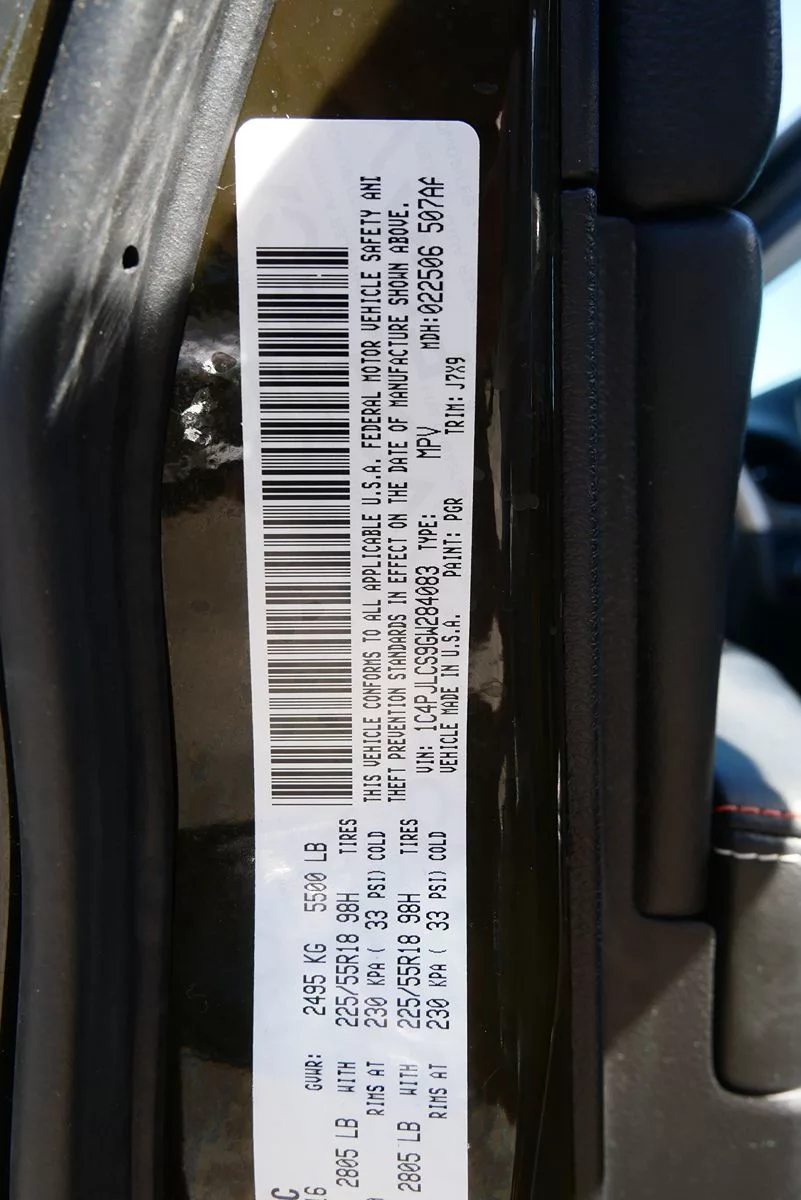 C
16 GVWR: 2495 KG 5500 LB
2805 LB WITH 225/55R18 98H TIRES
RIMS AT 230 KPA ( 33 PSI) COLD
2805 LB WITH 225/55R18 98H TIRES
RIMS AT 230 KPA ( 33 PSI) COLD
THIS VEHICLE CONFORMS TO ALL APPLICABLE U.S.A. FEDERAL MOTOR VEHICLE SAFETY AND
THEFT PREVENTION STANDARDS IN EFFECT ON THE DATE OF MANUFACTURE SHOWN ABOVE.
VIN: 1C4PJLCS9GW284083 TYPE: MPV MDH:022506 507AF
VEHICLE MADE IN U.S.A. PAINT: PGR TRIM: J7X9